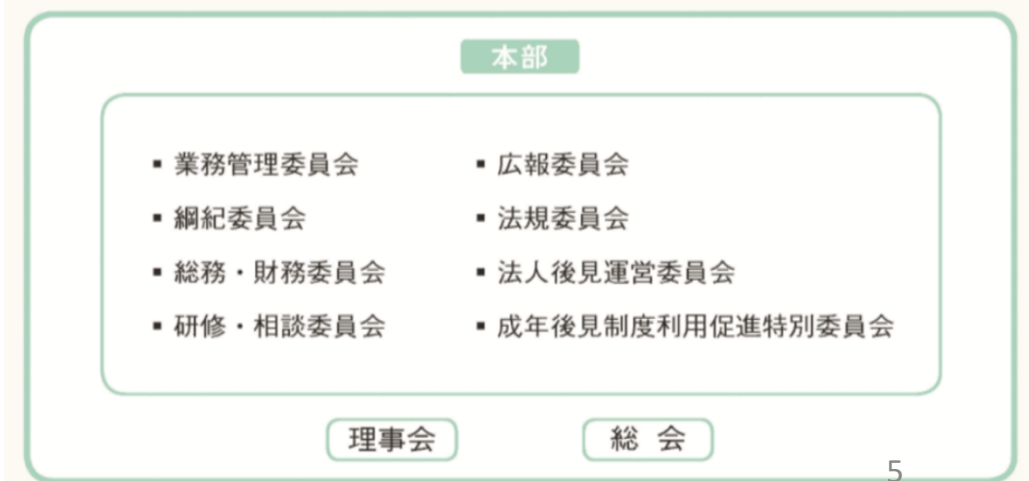 本部
▪ 業務管理委員会
▪ 綱紀委員会
▪ 総務・財務委員会
▪ 研修・相談委員会
▪ 広報委員会
▪ 法規委員会
▪ 法人後見運営委員会
▪ 成年後見制度利用促進特別委員会
理事会
総 会
5